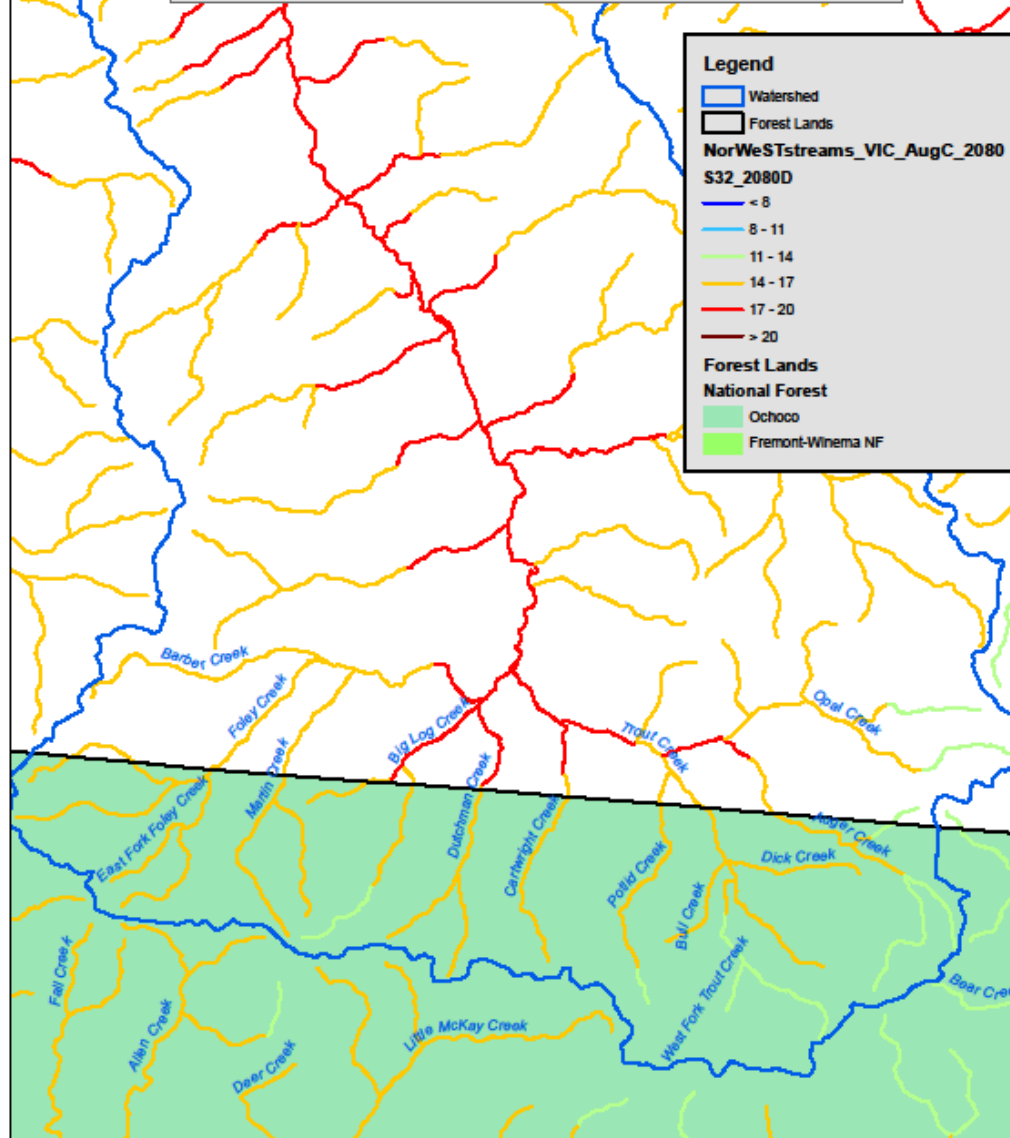 Legend
Watershed
Forest Lands
NorWeSTstreams_VIC_AugC_2080
S32_2080D
< 8
8 - 11
11 - 14
14 - 17
17 - 20
> 20
Forest Lands
National Forest
Ochoco
Fremont-Winema NF
Barber Creek
Foley Creek
Big Log Creek
Trout Creek
Opal Creek
Martin Creek
East Fork Foley Creek
Dutchman Creek
Cartwright Creek
Potlid Creek
Auger Creek
Dick Creek
Bull Creek
West Fork Trout Creek
Fall Creek
Allen Creek
Deer Creek
Little McKay Creek
Bear Cre